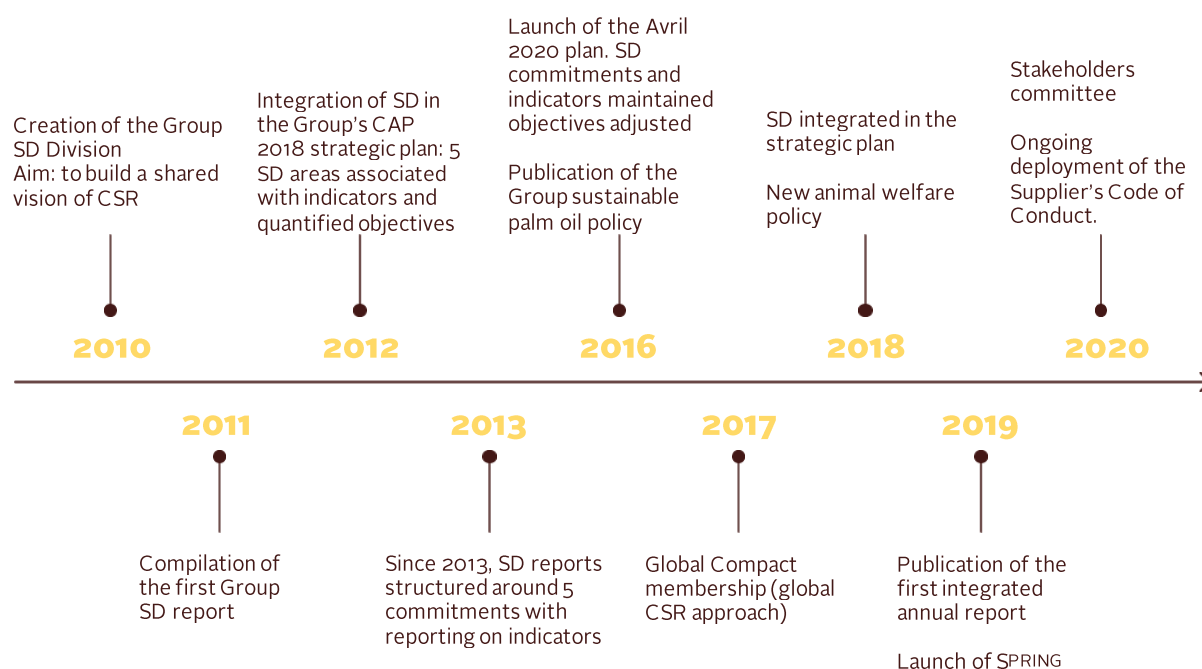 Creation of the Group
SD Division
Aim: to build a shared
vision of CSR
2010
Compilation of
the first Group
SD report
2011
Integration of SD in
the Group's CAP
2018 strategic plan: 5
SD areas associated
with indicators and
quantified objectives
2012
2013
Since 2013, SD reports
structured around 5
commitments with
reporting on indicators
Launch of the Avril
2020 plan. SD
commitments and
indicators maintained
objectives adjusted
Publication of the
Group sustainable
palm oil policy
2016
2017
Global Compact
membership (global
CSR approach)
SD integrated in the
strategic plan
New animal welfare
policy
2018
2019
Publication of the
first integrated
annual report
Launch of SPRING
Stakeholders
committee
Ongoing
deployment of the
Supplier's Code of
Conduct.
2020